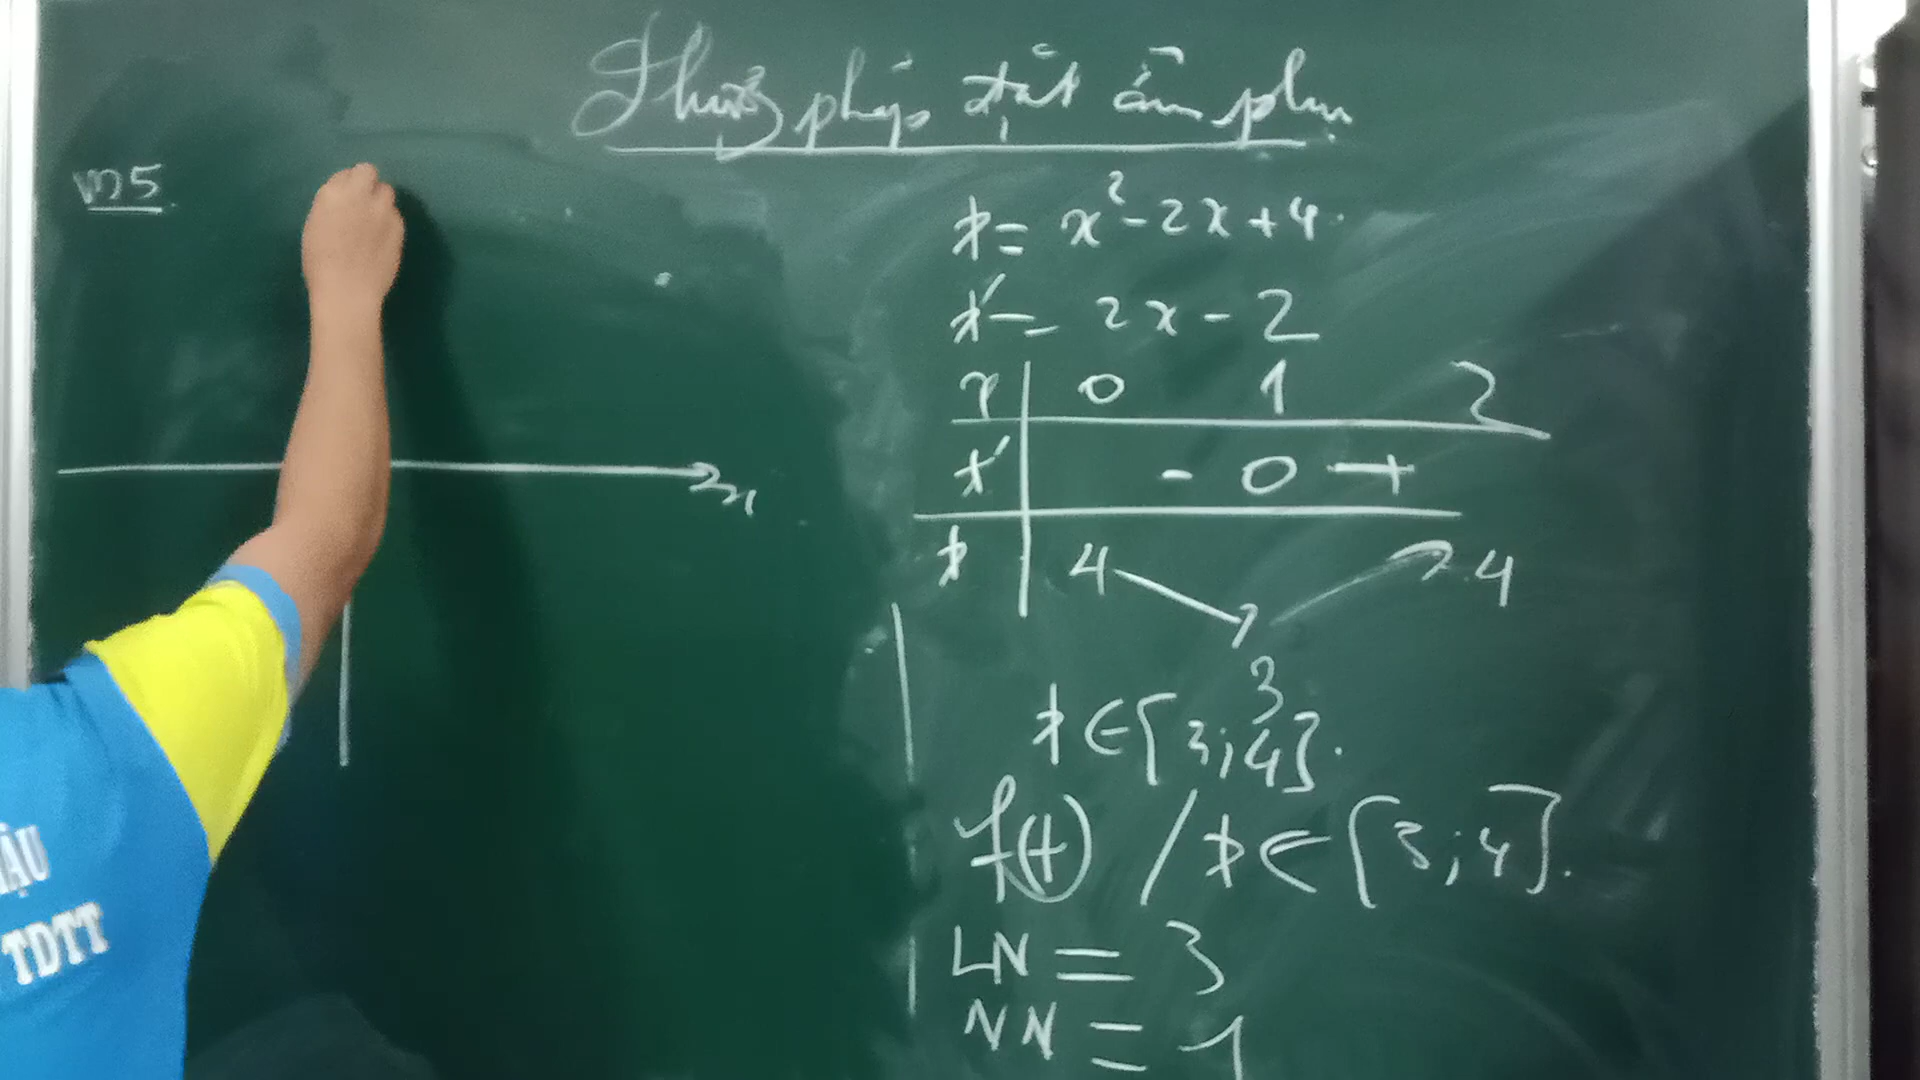 Phương pháp đặt ẩn phụ
VD5
t = x² - 2x + 4.
t' = 2x - 2
x 0 1 2
t' - 0 +
t 4 3 4
x
t ∈ [3; 4].
f(t) / t ∈ [3; 4].
LN = 3
NN = 1
ẬU
TDTT